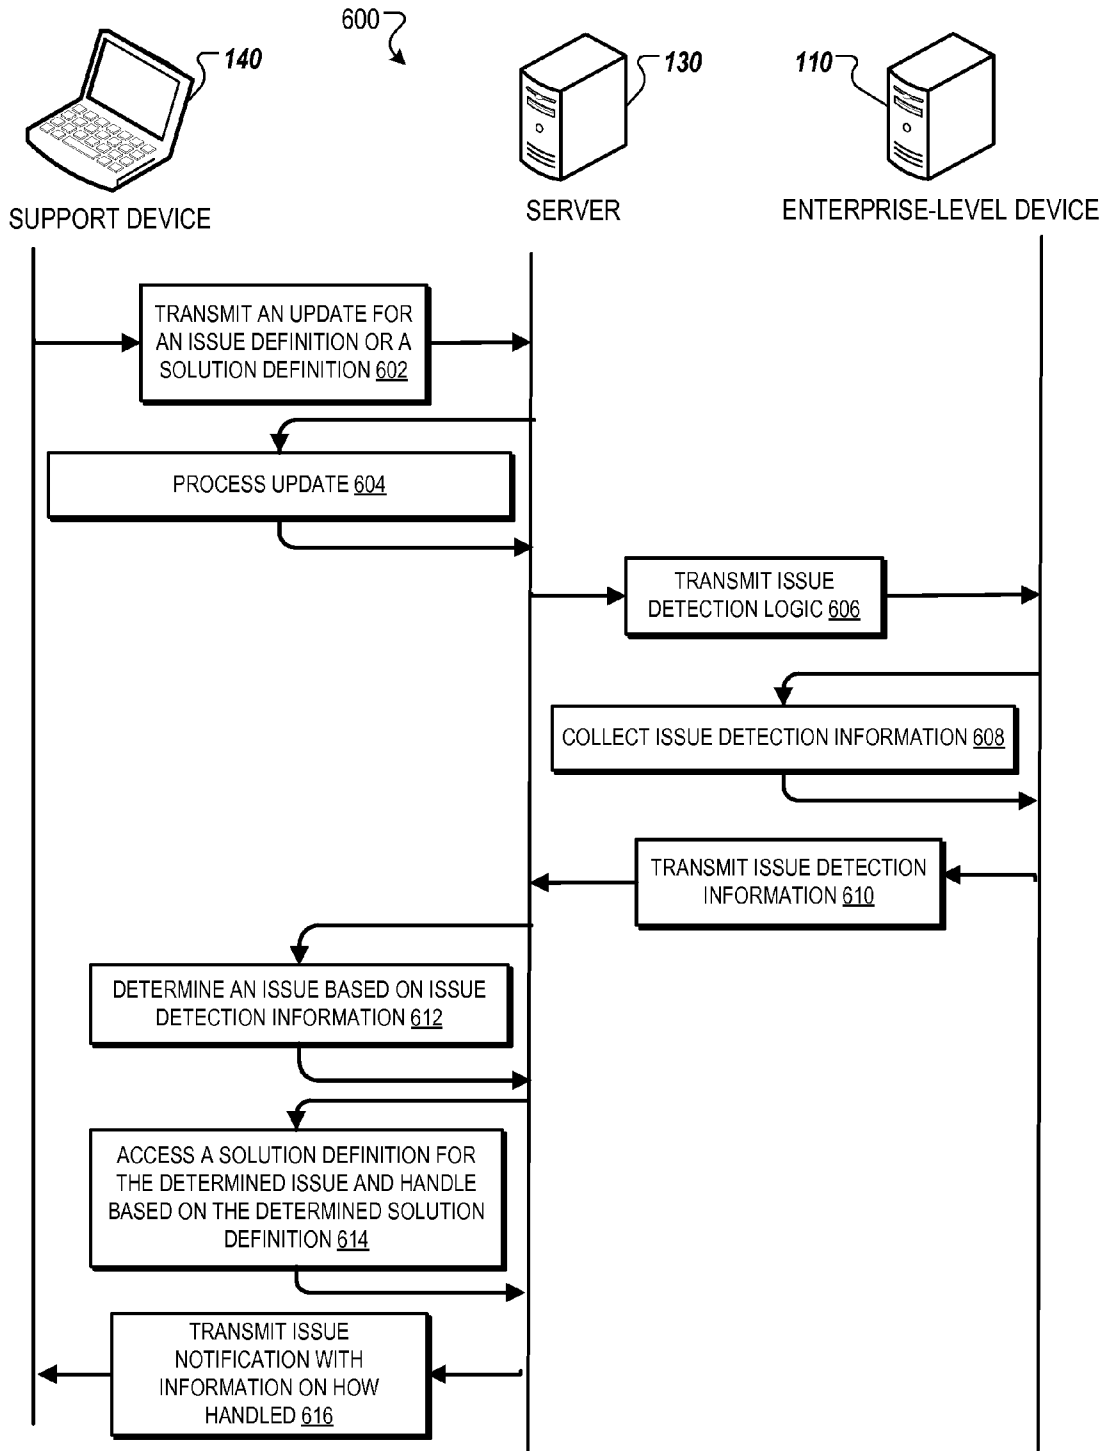 600
140
130
110
SUPPORT DEVICE
SERVER
ENTERPRISE-LEVEL DEVICE
TRANSMIT AN UPDATE FOR
AN ISSUE DEFINITION OR A
SOLUTION DEFINITION 602
PROCESS UPDATE 604
TRANSMIT ISSUE
DETECTION LOGIC 606
COLLECT ISSUE DETECTION INFORMATION 608
TRANSMIT ISSUE DETECTION
INFORMATION 610
DETERMINE AN ISSUE BASED ON ISSUE
DETECTION INFORMATION 612
ACCESS A SOLUTION DEFINITION FOR
THE DETERMINED ISSUE AND HANDLE
BASED ON THE DETERMINED SOLUTION
DEFINITION 614
TRANSMIT ISSUE
NOTIFICATION WITH
INFORMATION ON HOW
HANDLED 616